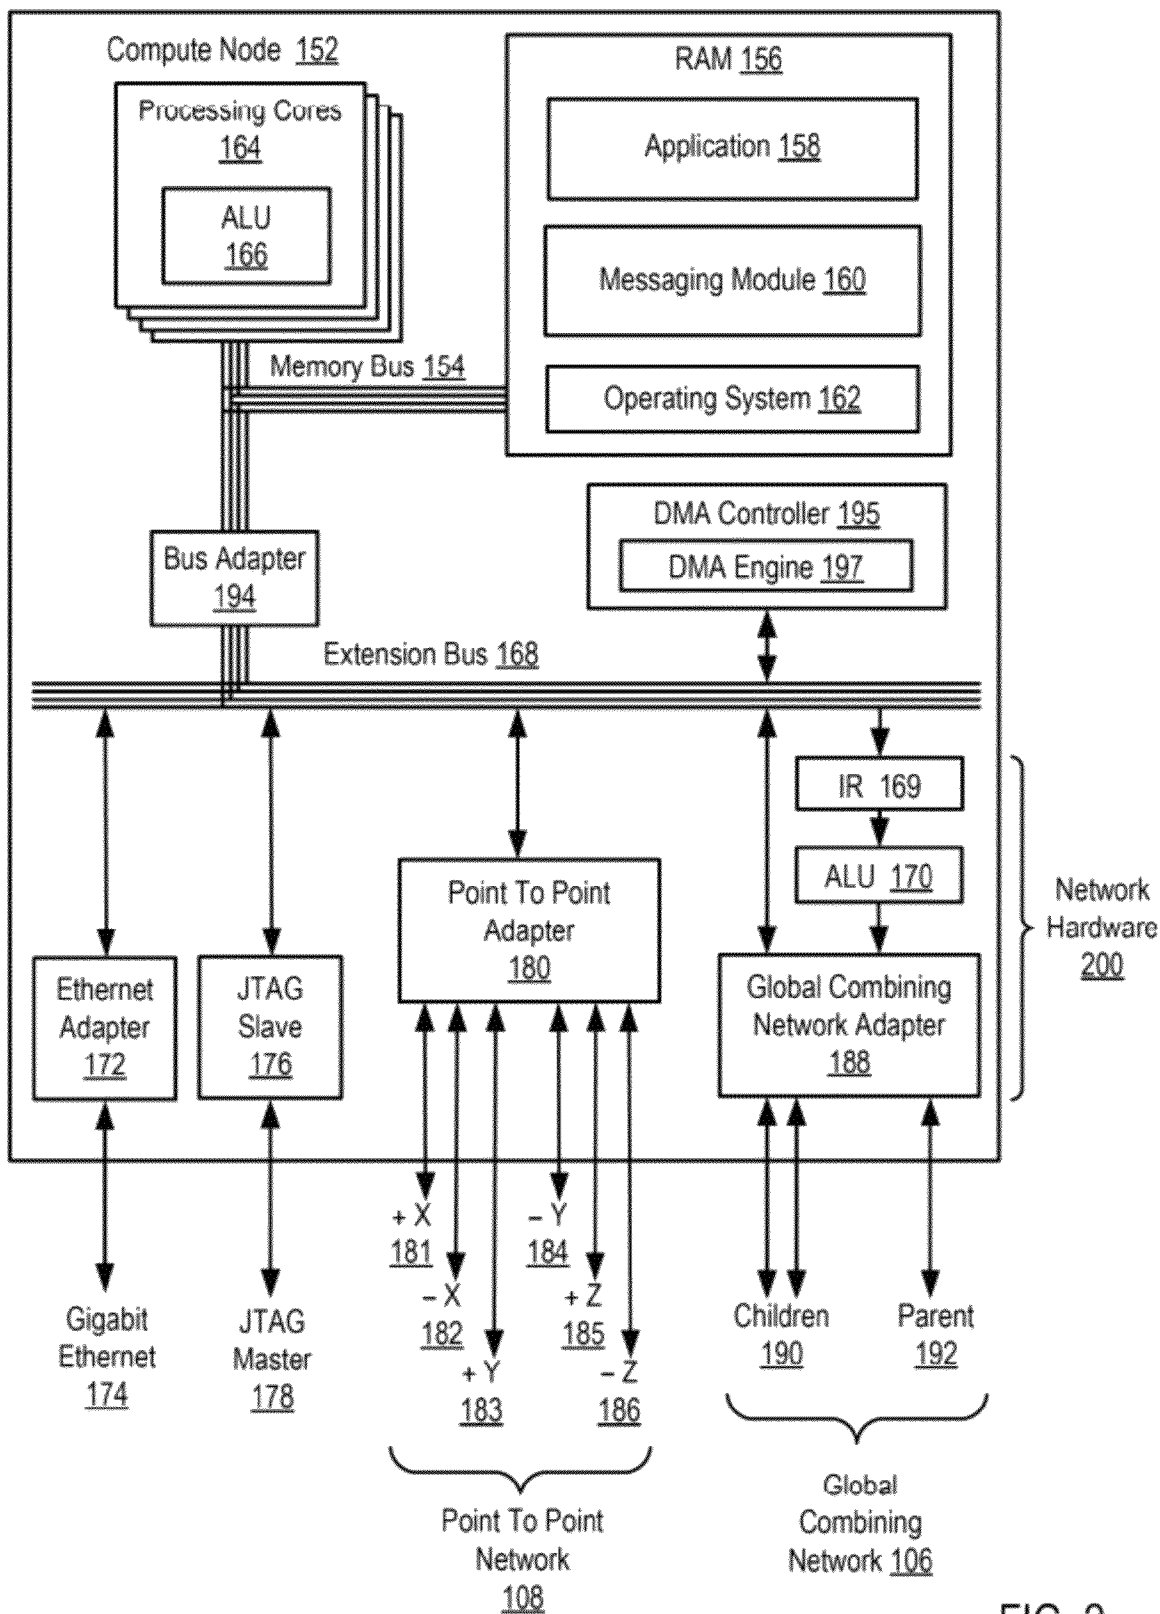 Compute Node 152
Processing Cores
164
ALU
166
RAM 156
Application 158
Messaging Module 160
Operating System 162
Memory Bus 154
DMA Controller 195
DMA Engine 197
Bus Adapter
194
Extension Bus 168
IR 169
ALU 170
Network
Hardware
200
Point To Point
Adapter
180
Ethernet
Adapter
172
JTAG
Slave
176
Global Combining
Network Adapter
188
+ X
181
– X
182
+ Y
183
– Y
184
+ Z
185
– Z
186
Gigabit
Ethernet
174
JTAG
Master
178
Children
190
Parent
192
Point To Point
Network
108
Global
Combining
Network 106